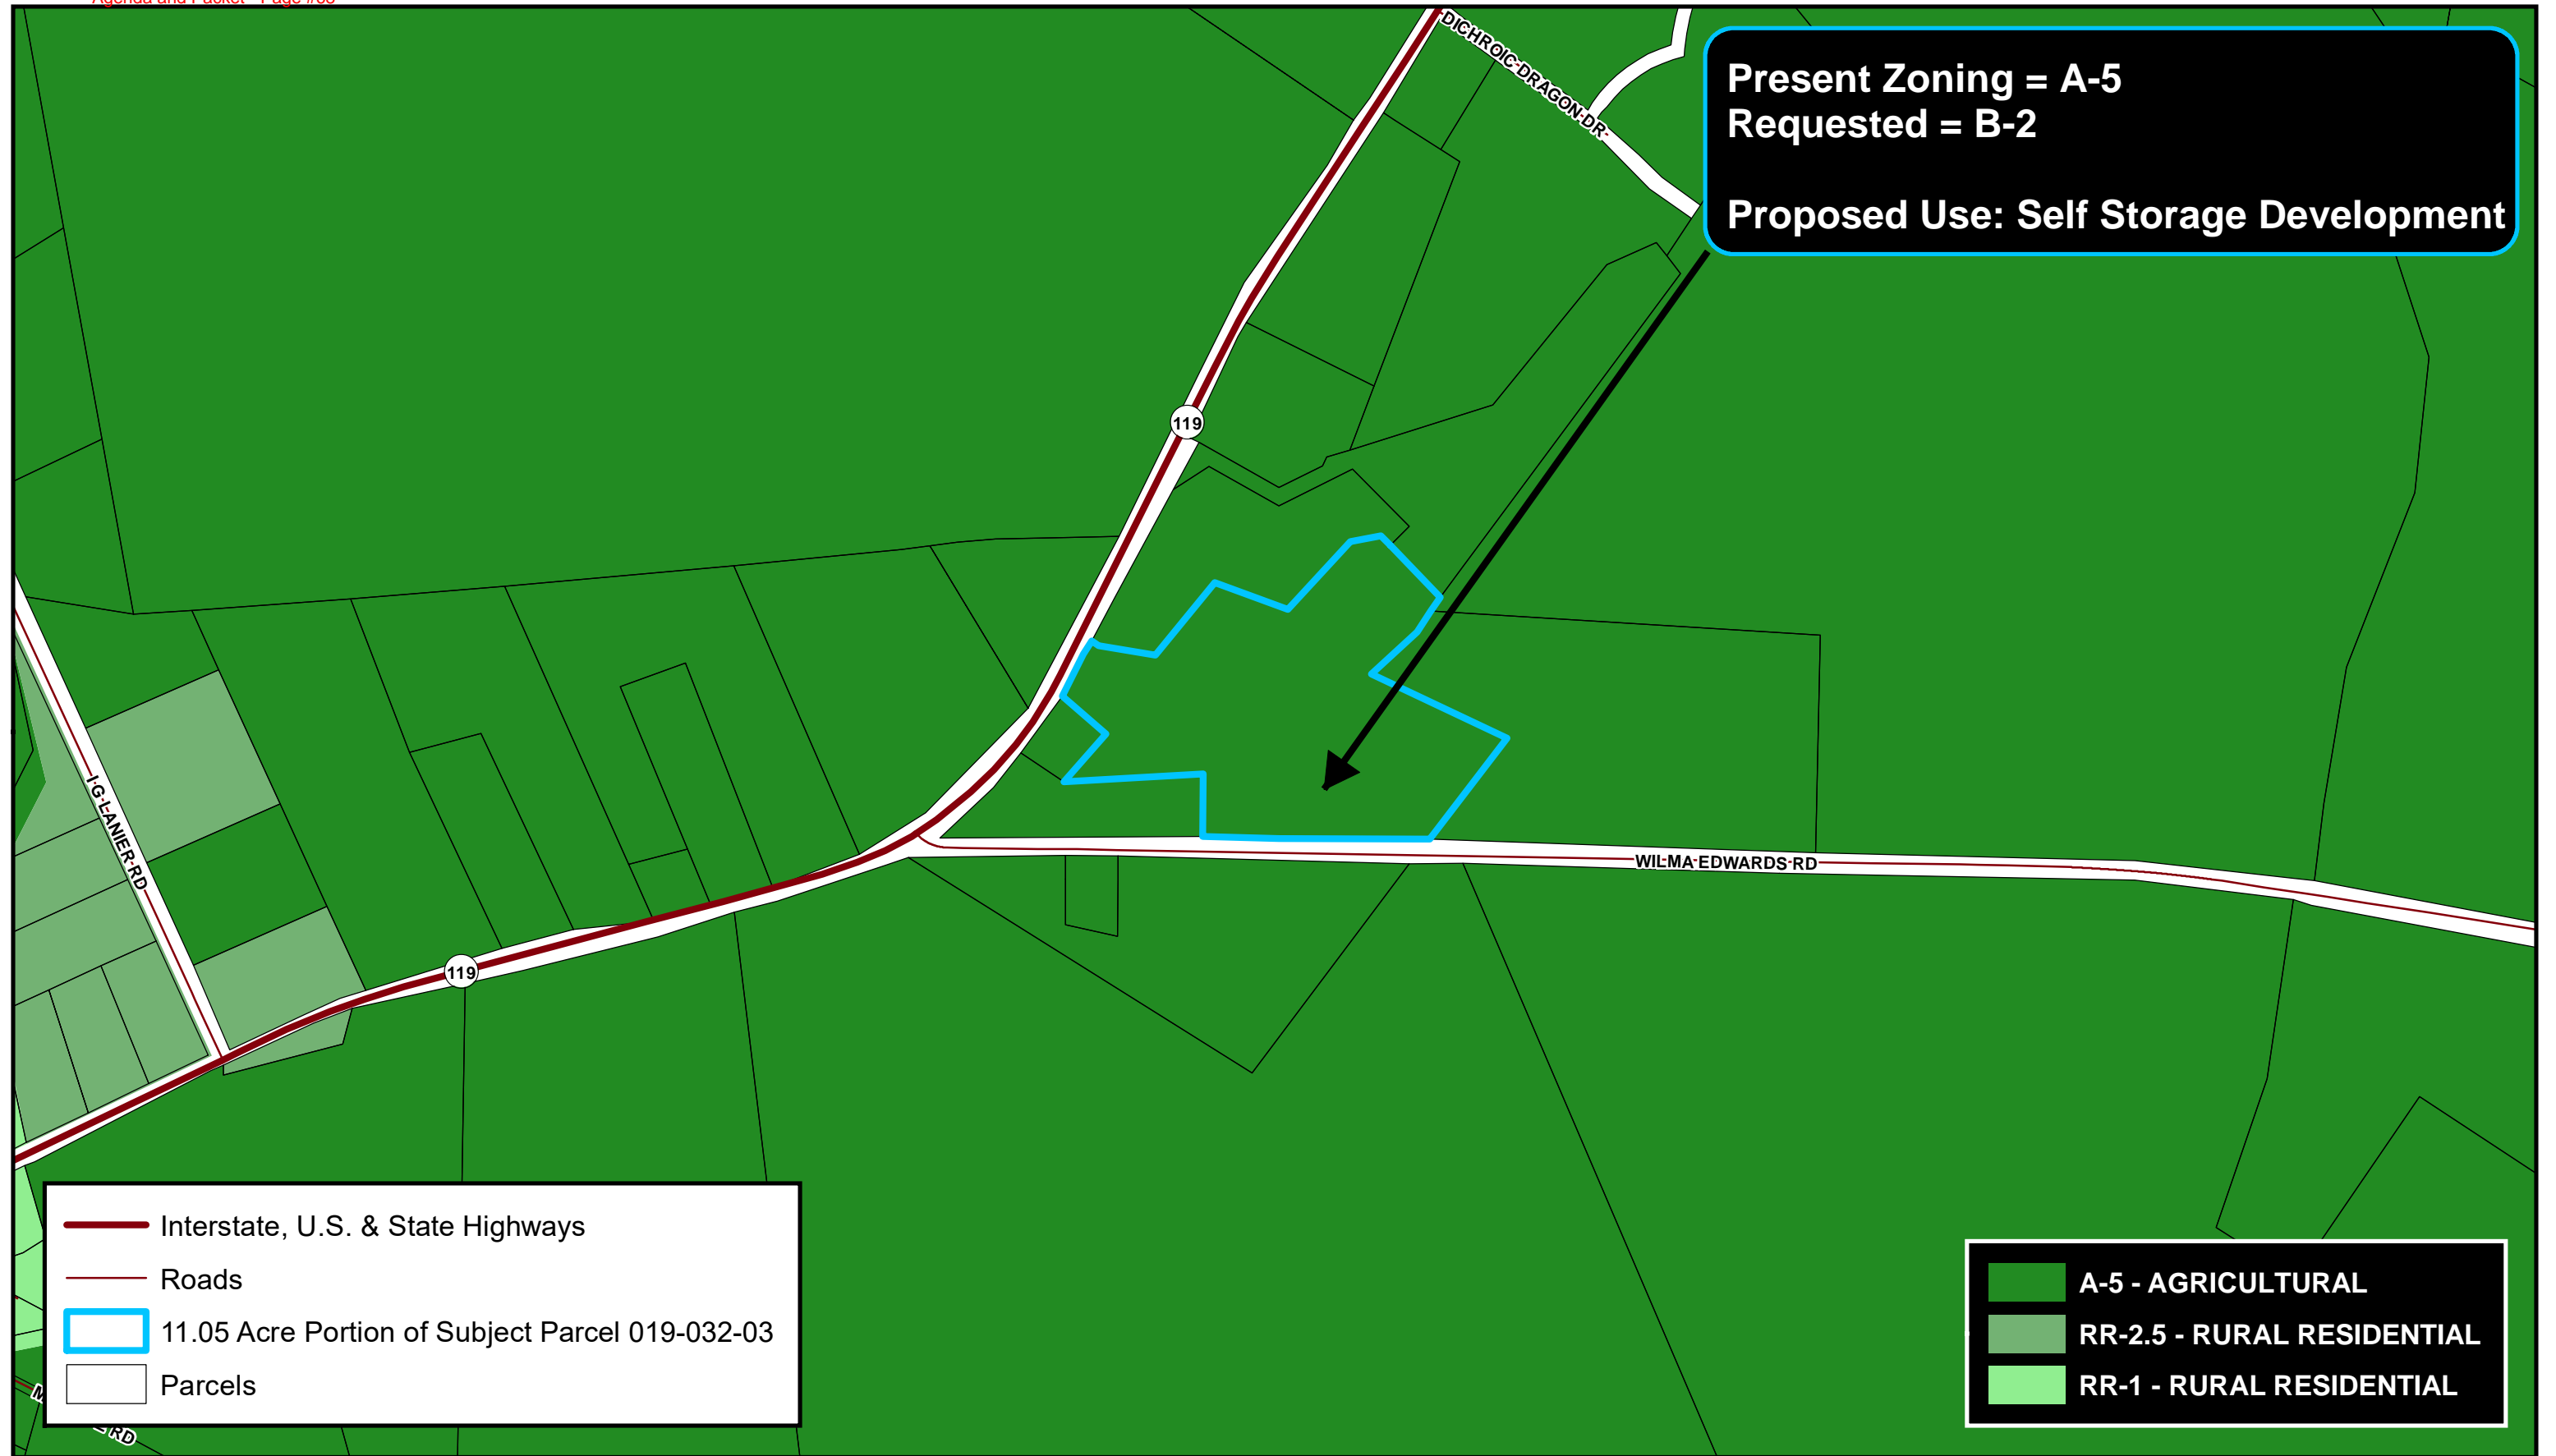 DICHROIC DRAGON DR
Present Zoning = A-5
Requested = B-2
Proposed Use: Self Storage Development
119
I G LANIER RD
WILMA EDWARDS RD
119
Interstate, U.S. & State Highways
Roads
11.05 Acre Portion of Subject Parcel 019-032-03
Parcels
A-5 - AGRICULTURAL
RR-2.5 - RURAL RESIDENTIAL
RR-1 - RURAL RESIDENTIAL
RD